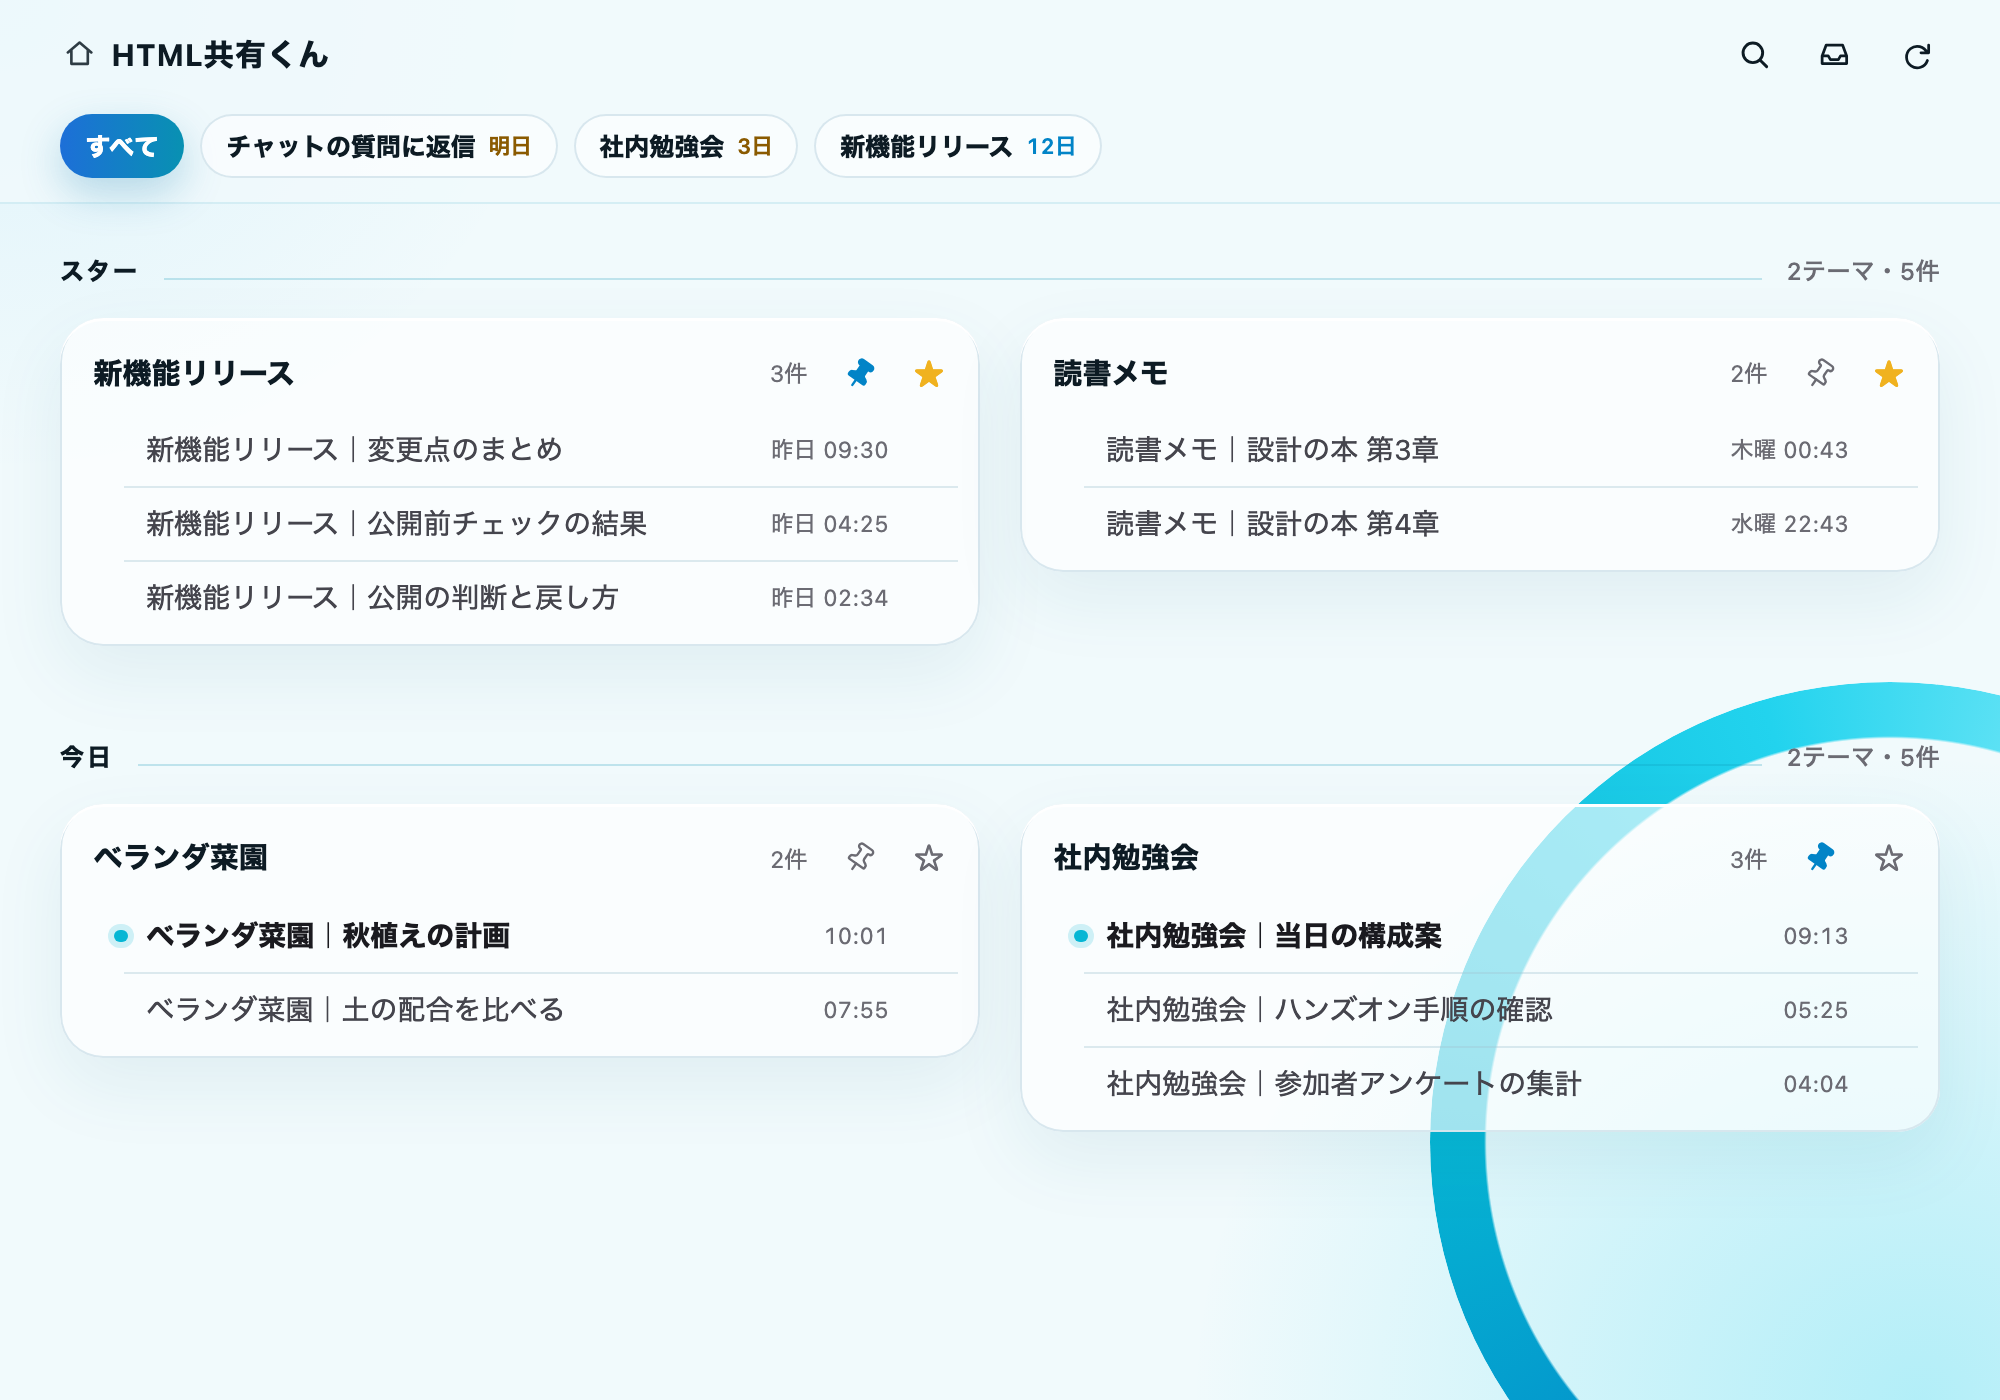 HTML共有くん
すべて
チャットの質問に返信 明日
社内勉強会 3日
新機能リリース 12日
スター
2テーマ・5件
新機能リリース
3件
新機能リリース｜変更点のまとめ 昨日 09:30
新機能リリース｜公開前チェックの結果 昨日 04:25
新機能リリース｜公開の判断と戻し方 昨日 02:34
読書メモ
2件
読書メモ｜設計の本 第3章 木曜 00:43
読書メモ｜設計の本 第4章 水曜 22:43
今日
2テーマ・5件
ベランダ菜園
2件
ベランダ菜園｜秋植えの計画 10:01
ベランダ菜園｜土の配合を比べる 07:55
社内勉強会
3件
社内勉強会｜当日の構成案 09:13
社内勉強会｜ハンズオン手順の確認 05:25
社内勉強会｜参加者アンケートの集計 04:04